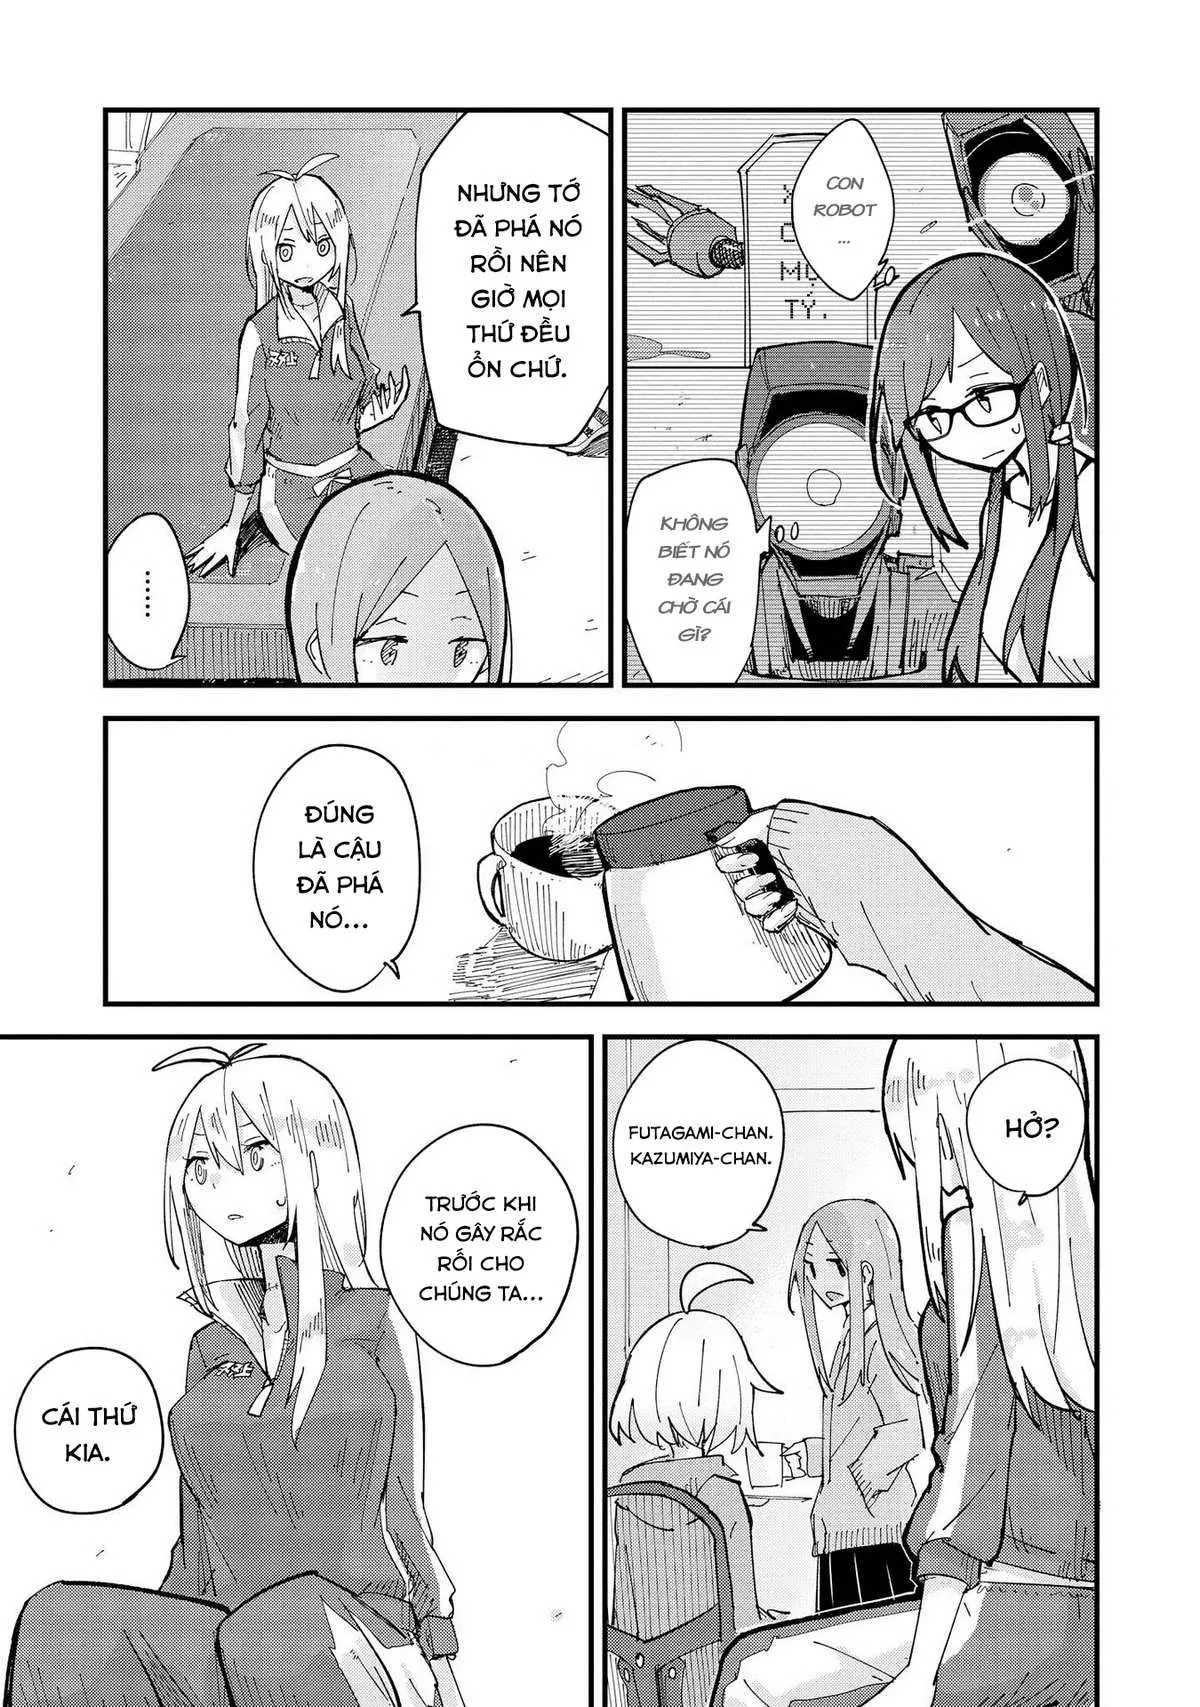 CON
ROBOT
...
X
MỤ
TÝ.
KHÔNG
BIẾT NÓ
ĐANG
CHỜ CÁI
GÌ?
NHƯNG TỚ
ĐÃ PHÁ NÓ
RỒI NÊN
GIỜ MỌI
THỨ ĐỀU
ỔN CHỨ.
........
ĐÚNG
LÀ CẬU
ĐÃ PHÁ
NÓ...
HỞ?
FUTAGAMI-CHAN.
KAZUMIYA-CHAN.
TRƯỚC KHI
NÓ GÂY RẮC
RỐI CHO
CHÚNG TA...
CÁI THỨ
KIA.